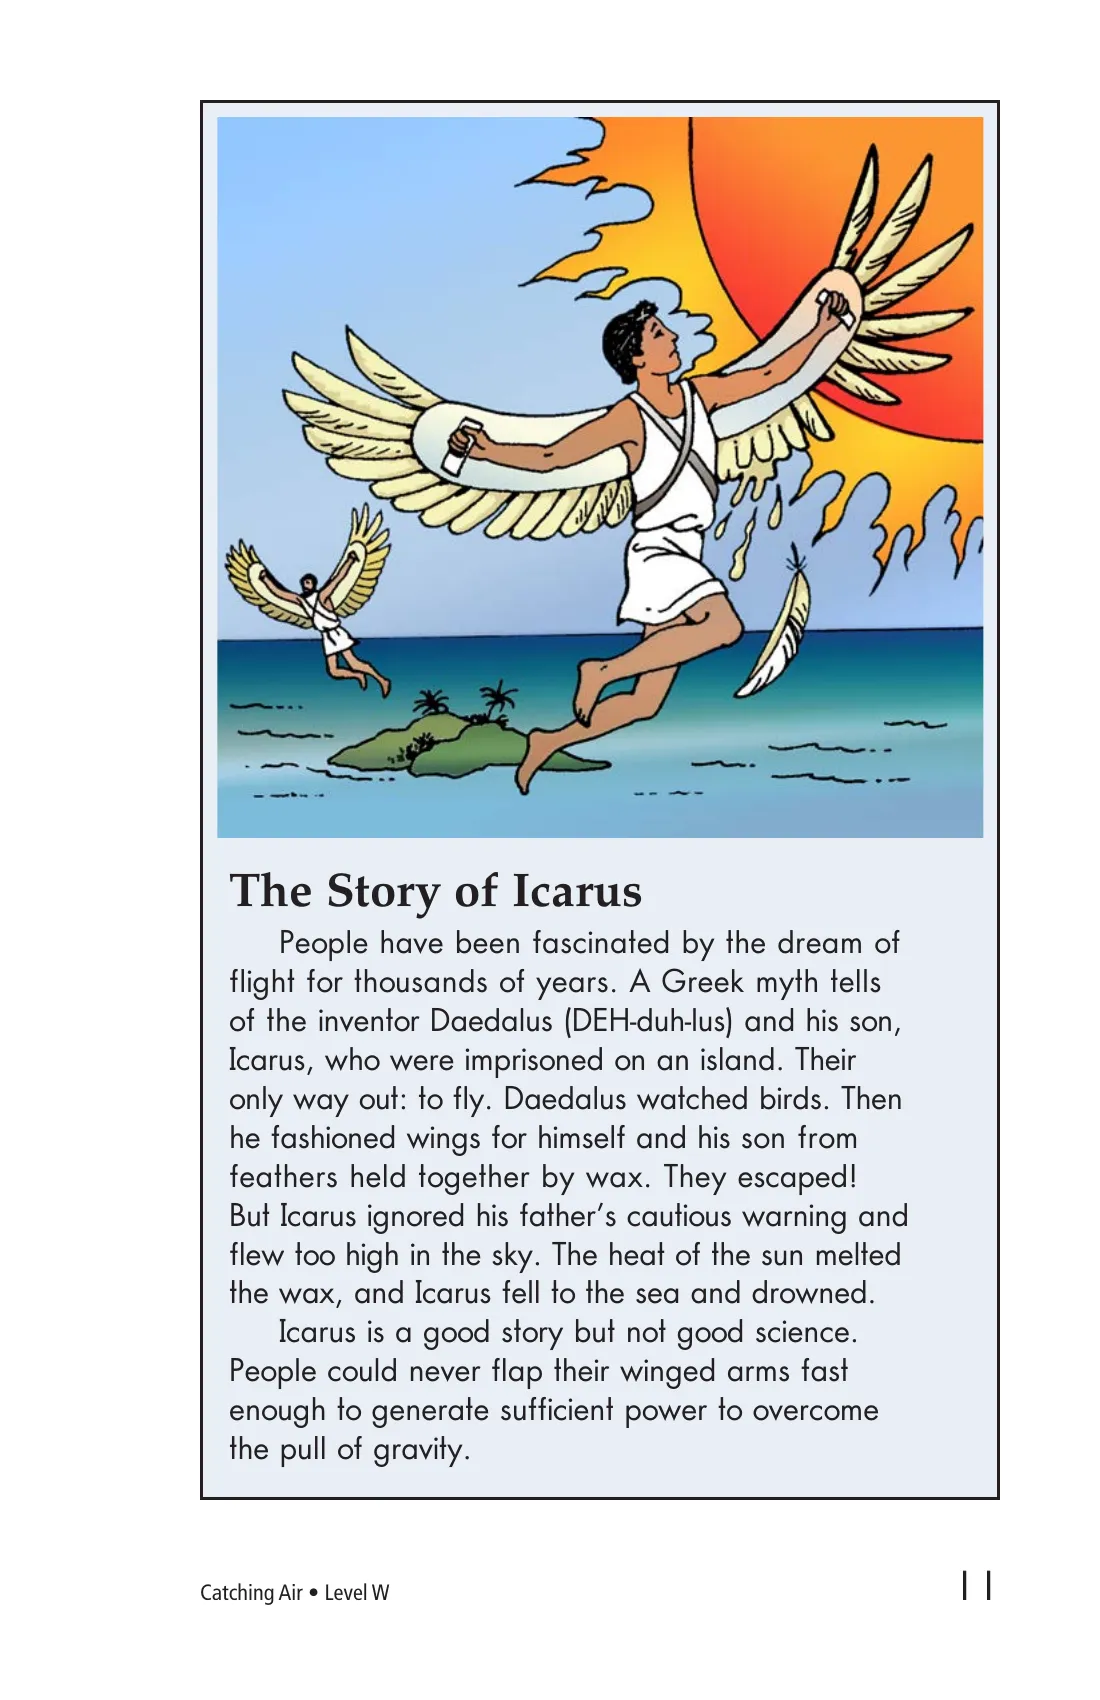 The Story of Icarus
People have been fascinated by the dream of
flight for thousands of years. A Greek myth tells
of the inventor Daedalus (DEH-duh-lus) and his son,
Icarus, who were imprisoned on an island. Their
only way out: to fly. Daedalus watched birds. Then
he fashioned wings for himself and his son from
feathers held together by wax. They escaped!
But Icarus ignored his father’s cautious warning and
flew too high in the sky. The heat of the sun melted
the wax, and Icarus fell to the sea and drowned.
Icarus is a good story but not good science.
People could never flap their winged arms fast
enough to generate sufficient power to overcome
the pull of gravity.
Catching Air • Level W
11